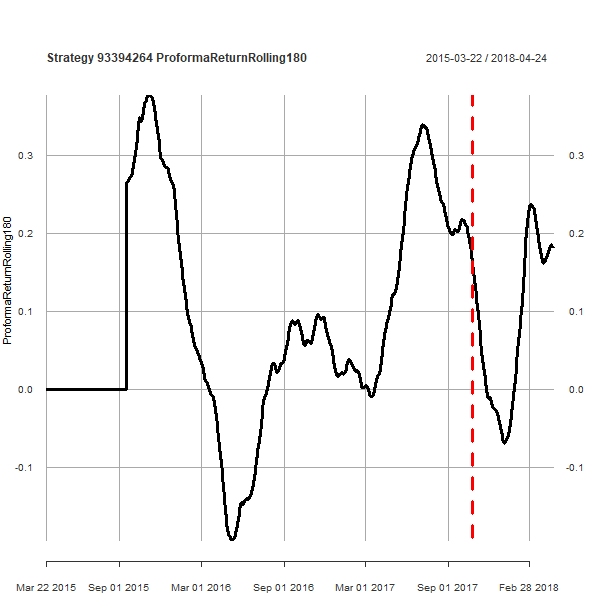 Strategy 93394264 ProformaReturnRolling180
2015-03-22 / 2018-04-24
ProformaReturnRolling180
0.3
0.2
0.1
0.0
-0.1
0.3
0.2
0.1
0.0
-0.1
Mar 22 2015
Sep 01 2015
Mar 01 2016
Sep 01 2016
Mar 01 2017
Sep 01 2017
Feb 28 2018